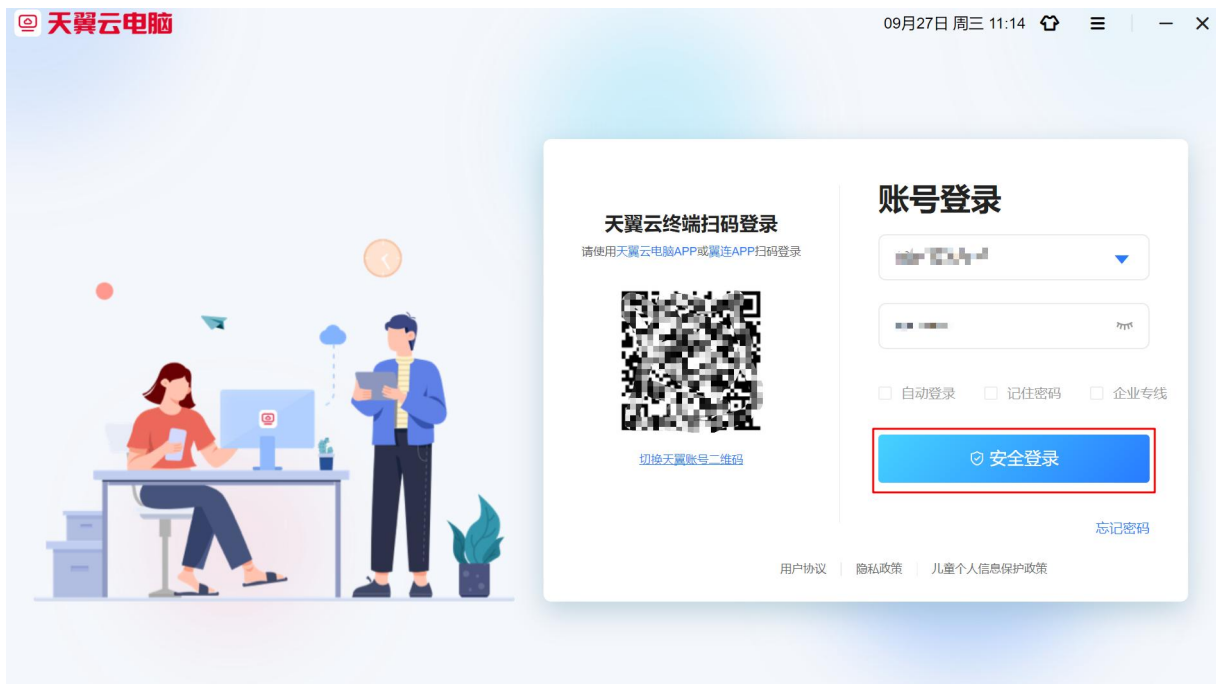 天翼云电脑
09月27日 周三 11:14
天翼云终端扫码登录
请使用天翼云电脑APP或翼连APP扫码登录
切换天翼账号二维码
账号登录
自动登录 记住密码 企业专线
安全登录
忘记密码
用户协议 隐私政策 儿童个人信息保护政策